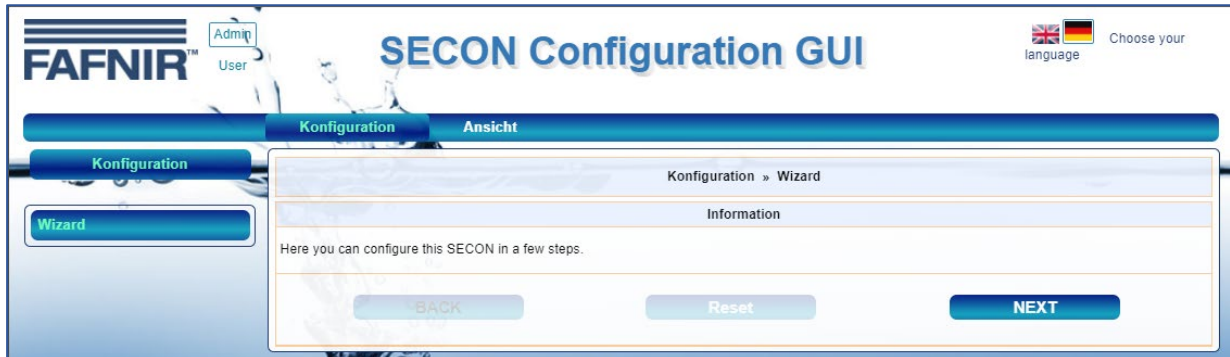 FAFNIR™
Admin
User
SECON Configuration GUI
Choose your
language
Konfiguration Ansicht
Konfiguration
Wizard
Konfiguration » Wizard
Information
Here you can configure this SECON in a few steps.
BACK Reset NEXT